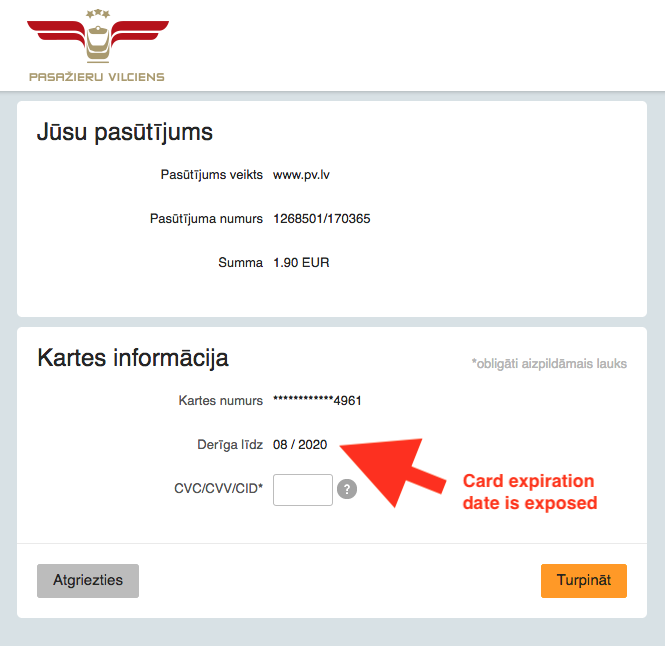 PASAŽIERU VILCIENS
Jūsu pasūtījums
Pasūtījums veikts www.pv.lv
Pasūtījuma numurs 1268501/170365
Summa 1.90 EUR
Kartes informācija
*obligāti aizpildāmais lauks
Kartes numurs ************4961
Derīga līdz 08 / 2020
CVC/CVV/CID* ?
Card expiration
date is exposed
Atgriezties Turpināt